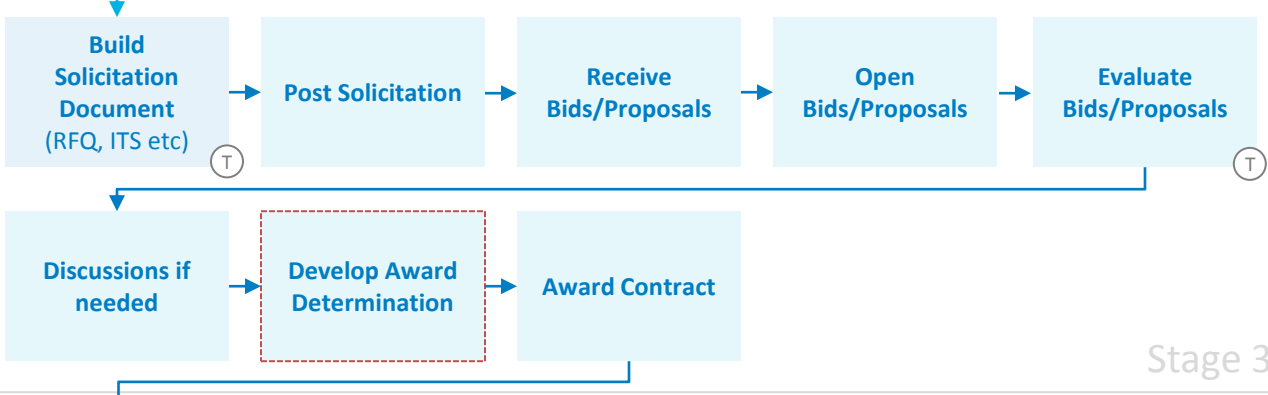 Build
Solicitation
Document
(RFQ, ITS etc)
T
Post Solicitation
Receive
Bids/Proposals
Open
Bids/Proposals
Evaluate
Bids/Proposals
T
Discussions if
needed
Develop Award
Determination
Award Contract
Stage 3